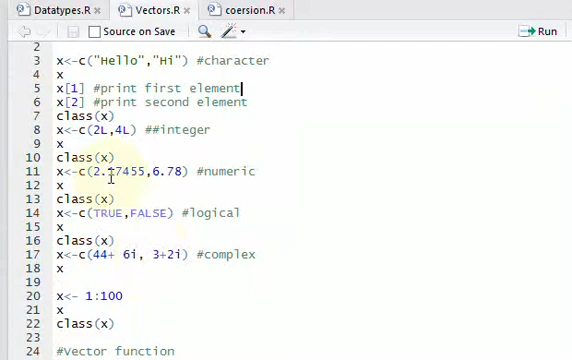 Datatypes.R × Vectors.R × coersion.R ×
Source on Save Run
2
3 x<-c("Hello","Hi") #character
4 x
5 x[1] #print first element
6 x[2] #print second element
7 class(x)
8 x<-c(2L,4L) ##integer
9 x
10 class(x)
11 x<-c(2.17455,6.78) #numeric
12 x
13 class(x)
14 x<-c(TRUE,FALSE) #logical
15 x
16 class(x)
17 x<-c(44+ 6i, 3+2i) #complex
18 x
19
20 x<- 1:100
21 x
22 class(x)
23
24 #Vector function